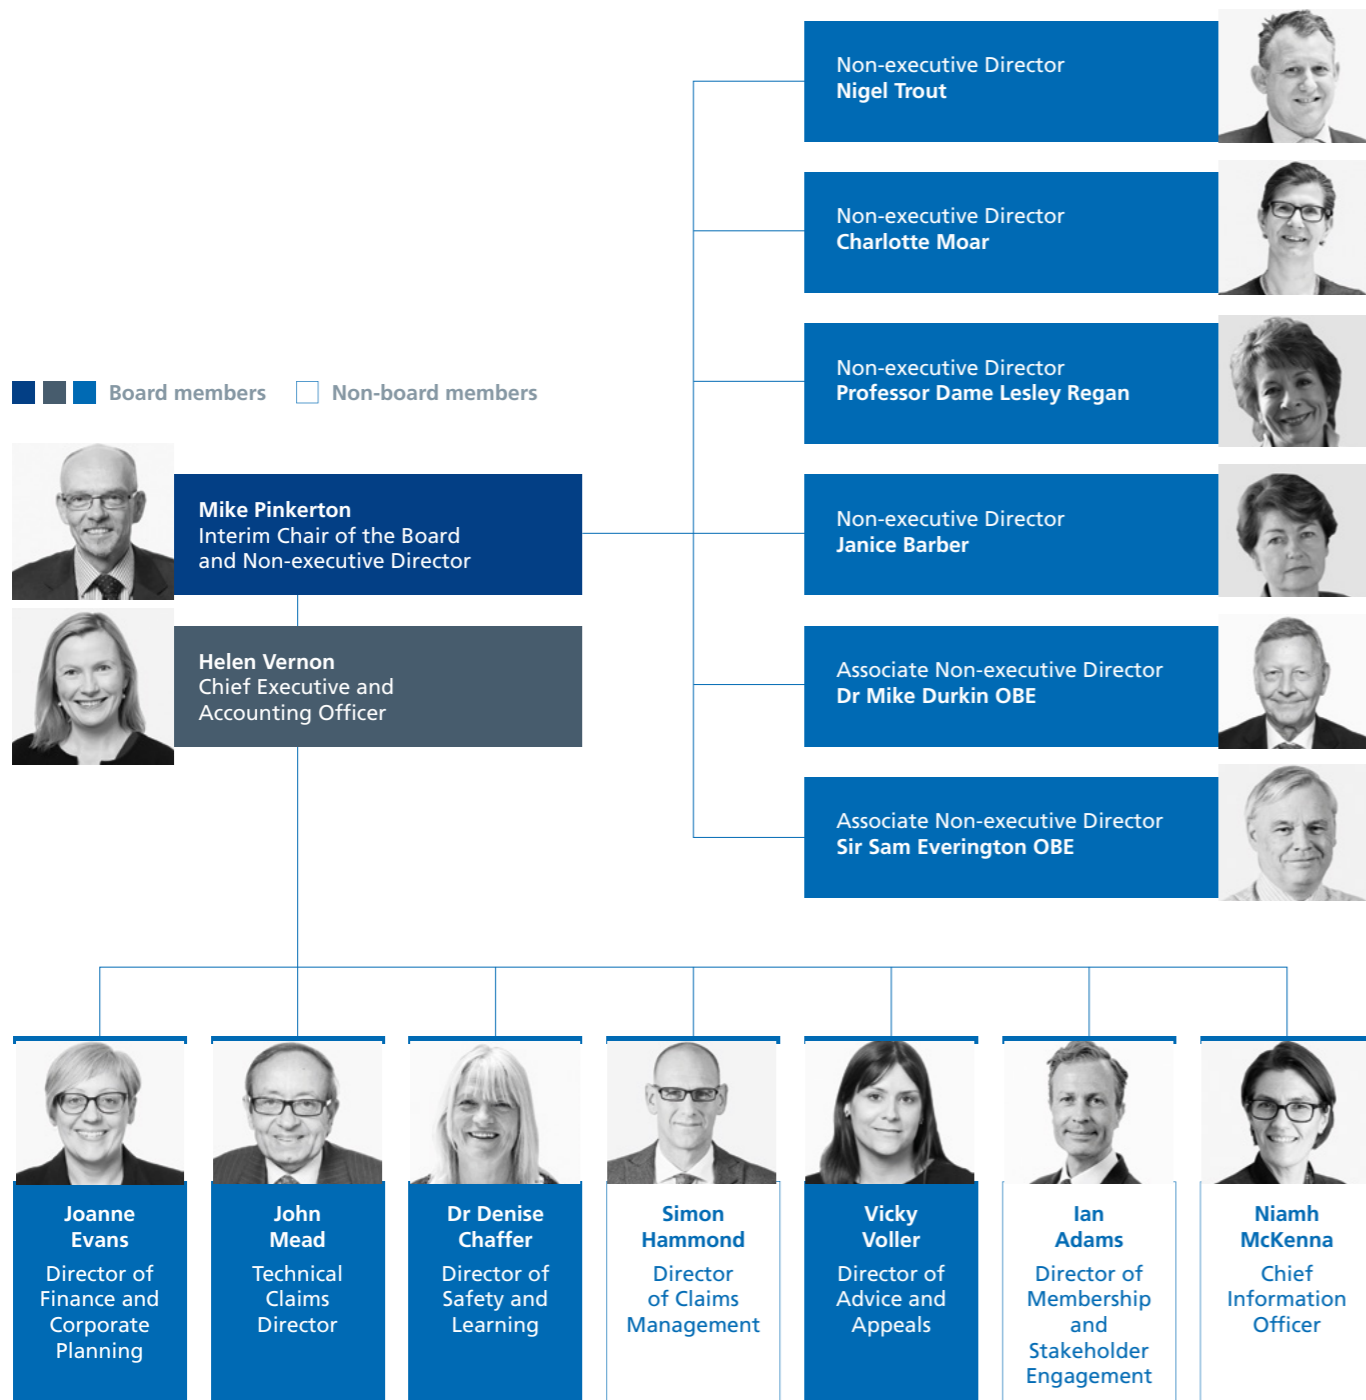 Non-executive Director
Nigel Trout
Non-executive Director
Charlotte Moar
Non-executive Director
Professor Dame Lesley Regan
Board members
Non-board members
Mike Pinkerton
Interim Chair of the Board
and Non-executive Director
Non-executive Director
Janice Barber
Helen Vernon
Chief Executive and
Accounting Officer
Associate Non-executive Director
Dr Mike Durkin OBE
Associate Non-executive Director
Sir Sam Everington OBE
Joanne
Evans
Director of
Finance and
Corporate
Planning
John
Mead
Technical
Claims
Director
Dr Denise
Chaffer
Director of
Safety and
Learning
Simon
Hammond
Director
of Claims
Management
Vicky
Voller
Director of
Advice and
Appeals
Ian
Adams
Director of
Membership
and
Stakeholder
Engagement
Niamh
McKenna
Chief
Information
Officer